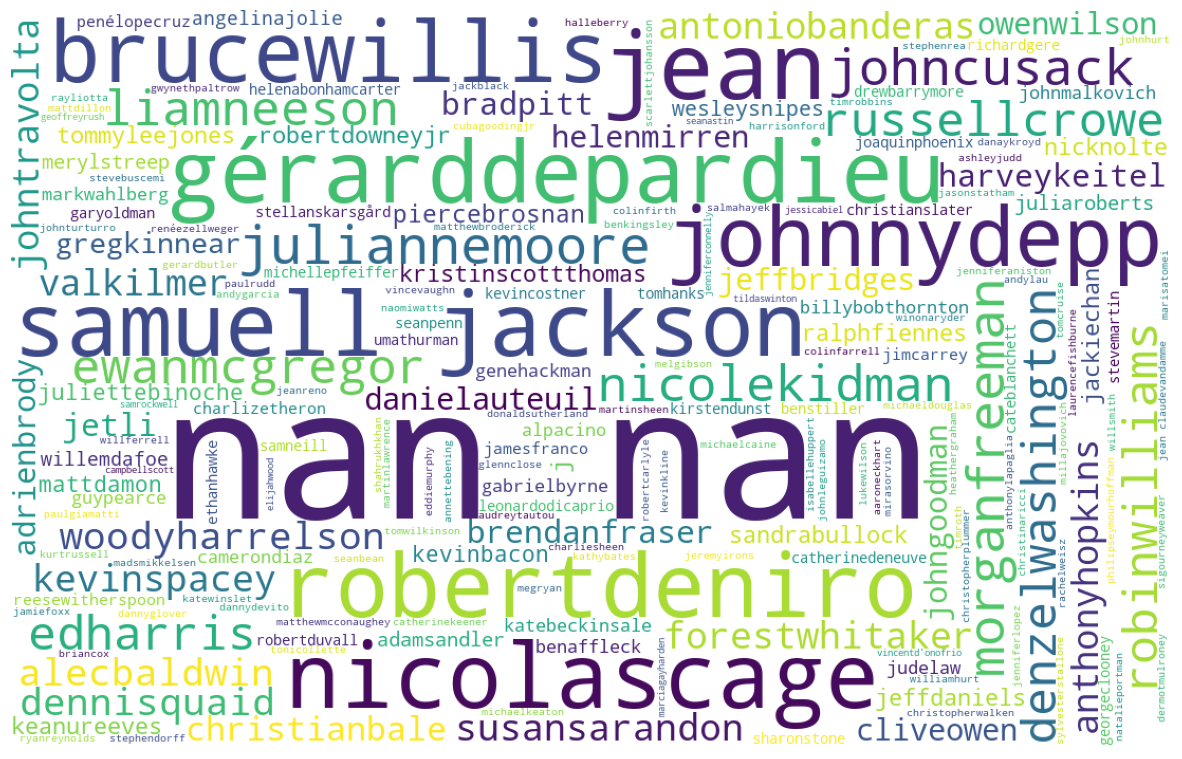 penélopecruz
angelinajolie
halleberry
antoniobanderas
owenwilson
brucewillis
jean
stephenrea
richardgere
johnhurt
johntravolta
gwynethpaltrow
rayliotta
mattdillon
geoffreyrush
liamneeson
helenabonhamcarter
jackblack
bradpitt
scarlettjohansson
johncusack
wesleysnipes
timrobbins
drewbarrymore
johnmalkovich
cubagoodingjr
seanastin
russellcrowe
tommyleejones
robertdowneyjr
helenmirren
harrisonford
joaquinphoenix
danaykroyd
nicknolte
merylstreep
stevebuscemi
gérarddepardieu
ashleyjudd
harveykeitel
markwahlberg
jasonstatham
garyoldman
stellanskarsgård
piercebrosnan
colinfirth
benkingsley
salmahayek
jessicabiel
christianslater
juliaroberts
johnturturro
renéezellweger
matthewbroderick
johnnydepp
gregkinnear
juliannemoore
gerardbutler
michellepfeiffer
kristinscottthomas
jenniferconnelly
jeffbridges
jenniferaniston
andylau
marisatomei
valkilmer
paulrudd
andygarcia
vincevaughn
naomiwatts
kevincostner
tomhanks
tildaswinton
billybobthornton
winonaryder
tomcruise
samuell jackson
seanpenn
umathurman
ralphfiennes
colinfarrell
jimcarrey
genehackman
melgibson
ewanmcgregor
juliettebinoche
jeanreno
danielauteuil
nicolekidman
cateblanchett
laurencefishburne
jackiechan
stevemartin
adrienbrody
samrockwell
charlizetheron
donaldsutherland
martinsheen
kirstendunst
benstiller
michaeldouglas
jetli
willferrell
nan nan
samneill
alpacino
michaelcaine
willemdafoe
campbellscott
jamesfranco
glennclose
j
mattdamon
ethanhawke
elijahwood
shahrukhkhan
martinlawrence
eddiemurphy
annettebening
gabrielbyrne
leonardodicaprio
audreytautou
robertcarlyle
kevinkline
isabellehuppert
johnleguizamo
lukewilson
aaroneckhart
mirasorvino
johngoodman
heathergraham
timroth
christopherplummer
morganfreeman
anthonylapaglia
christinaricci
denzelwashington
millajovovich
rachelweisz
anthonyhopkins
willsmith
philipseymourhoffman
robinwilliams
jean claudevandamme
sigourneyweaver
guypearce
paulgiamatti
woodyharrelson
tomwilkinson
brendanfraser
sandrabullock
kurtrussell
madsmikkelsen
camerondiaz
seanbean
kevinbacon
charliesheen
kathybates
jeremyirons
catherinedeneuve
kevinspacey
katewinslet
robertdeniro
megryan
reesewitherspoon
dannyglover
dannydevito
jamiefoxx
matthewmcconaughey
catherinekeener
katebeckinsale
edharris
robertduvall
adamsandler
benaffleck
forestwhitaker
briancox
tonicollette
marciagayharden
vincentd'onofrio
judelaw
jenniferlopez
sylvesterstallone
georgeclooney
natalieportman
dermotmulroney
alecbaldwin
nicolascage
williamhurt
dennisquaid
jeffdaniels
michaelkeaton
christopherwalken
keanureeves
christianbale
susansarandon
cliveowen
ryanreynolds
stephendorff
sharonstone